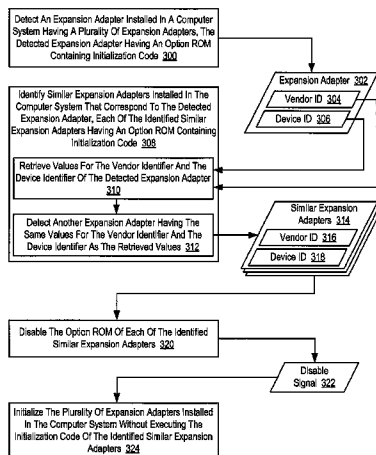 Detect An Expansion Adapter Installed In A Computer
System Having A Plurality Of Expansion Adapters, The
Detected Expansion Adapter Having An Option ROM
Containing Initialization Code 300
Expansion Adapter 302
Vendor ID 304
Device ID 306
Identify Similar Expansion Adapters Installed In The
Computer System That Correspond To The Detected
Expansion Adapter, Each Of The Identified Similar
Expansion Adapters Having An Option ROM Containing
Initialization Code 308
Retrieve Values For The Vendor Identifier And The
Device Identifier Of The Detected Expansion Adapter
310
Detect Another Expansion Adapter Having The
Same Values For The Vendor Identifier And The
Device Identifier As The Retrieved Values 312
Similar Expansion
Adapters 314
Vendor ID 316
Device ID 318
Disable The Option ROM Of Each Of The Identified
Similar Expansion Adapters 320
Disable
Signal 322
Initialize The Plurality Of Expansion Adapters Installed
In The Computer System Without Executing The
Initialization Code Of The Identified Similar Expansion
Adapters 324